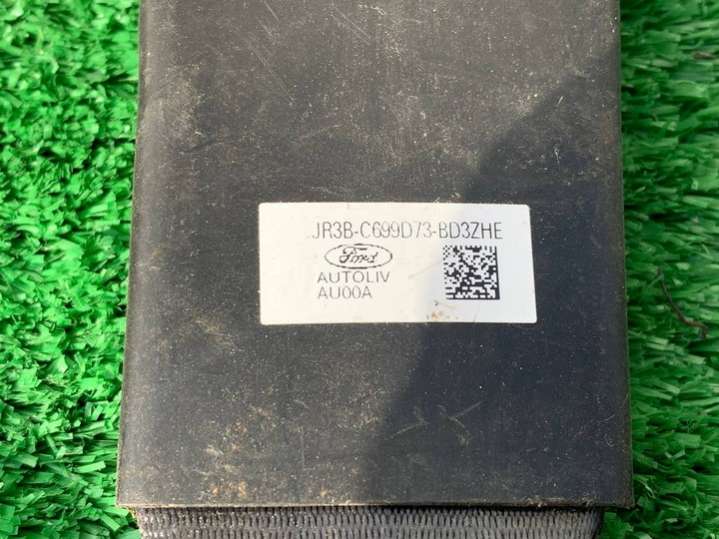 JR3B-C699D73-BD3ZHE
Ford
AUTOLIV
AU00A